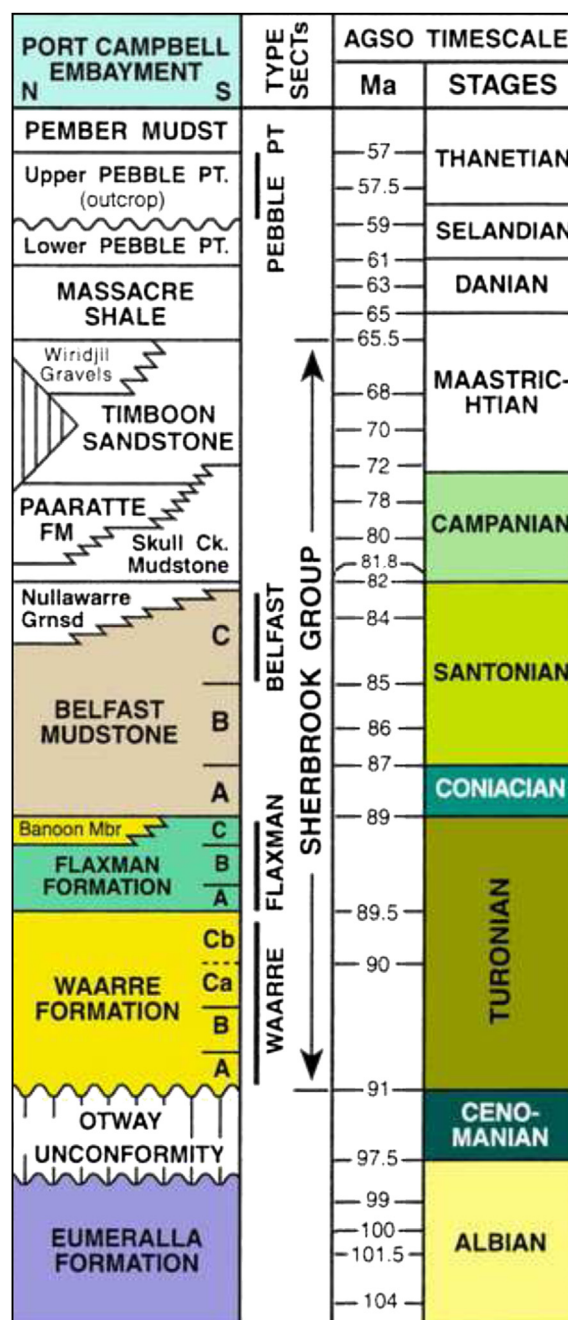 PORT CAMPBELL
EMBAYMENT
N S
TYPE
SECTs
AGSO TIMESCALE
Ma
STAGES
PEMBER MUDST
Upper PEBBLE PT.
(outcrop)
Lower PEBBLE PT.
MASSACRE
SHALE
Wiridjil
Gravels
TIMBOON
SANDSTONE
PAARATTE
FM
Skull Ck.
Mudstone
Nullawarre
Grnsd
C
BELFAST
MUDSTONE
B
A
Banoon Mbr
C
FLAXMAN
FORMATION
B
A
Cb
WAARRE
FORMATION
Ca
B
A
OTWAY
UNCONFORMITY
EUMERALLA
FORMATION
PEBBLE PT
BELFAST
FLAXMAN
WAARRE
SHERBROOK GROUP
57
57.5
59
61
63
65
65.5
68
70
72
78
80
81.8
82
84
85
86
87
89
89.5
90
91
97.5
99
100
101.5
104
THANETIAN
SELANDIAN
DANIAN
MAASTRIC-
HTIAN
CAMPANIAN
SANTONIAN
CONIACIAN
TURONIAN
CENO-
MANIAN
ALBIAN